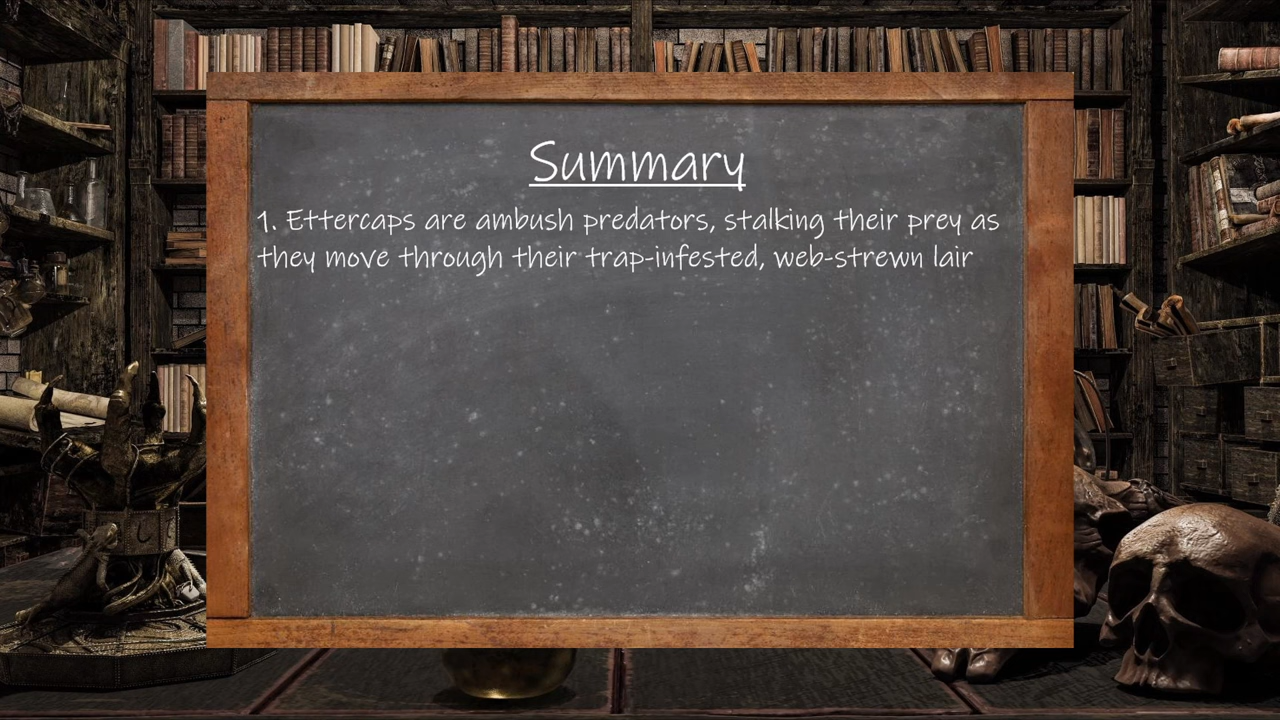 Summary
1. Ettercaps are ambush predators, stalking their prey as
they move through their trap-infested, web-strewn lair